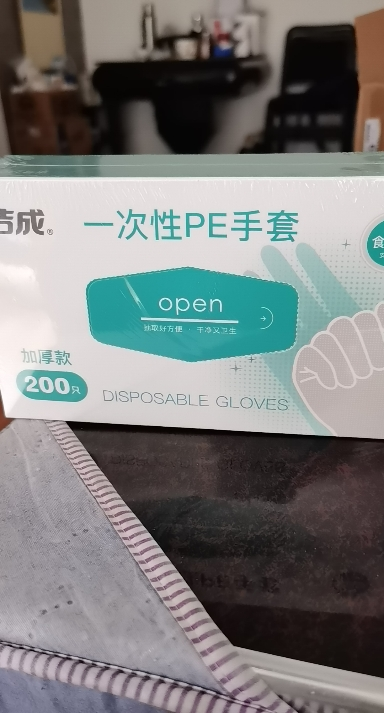 洁成®
一次性PE手套
食
open
抽取好方便 干净又卫生
加厚款
200只
DISPOSABLE GLOVES